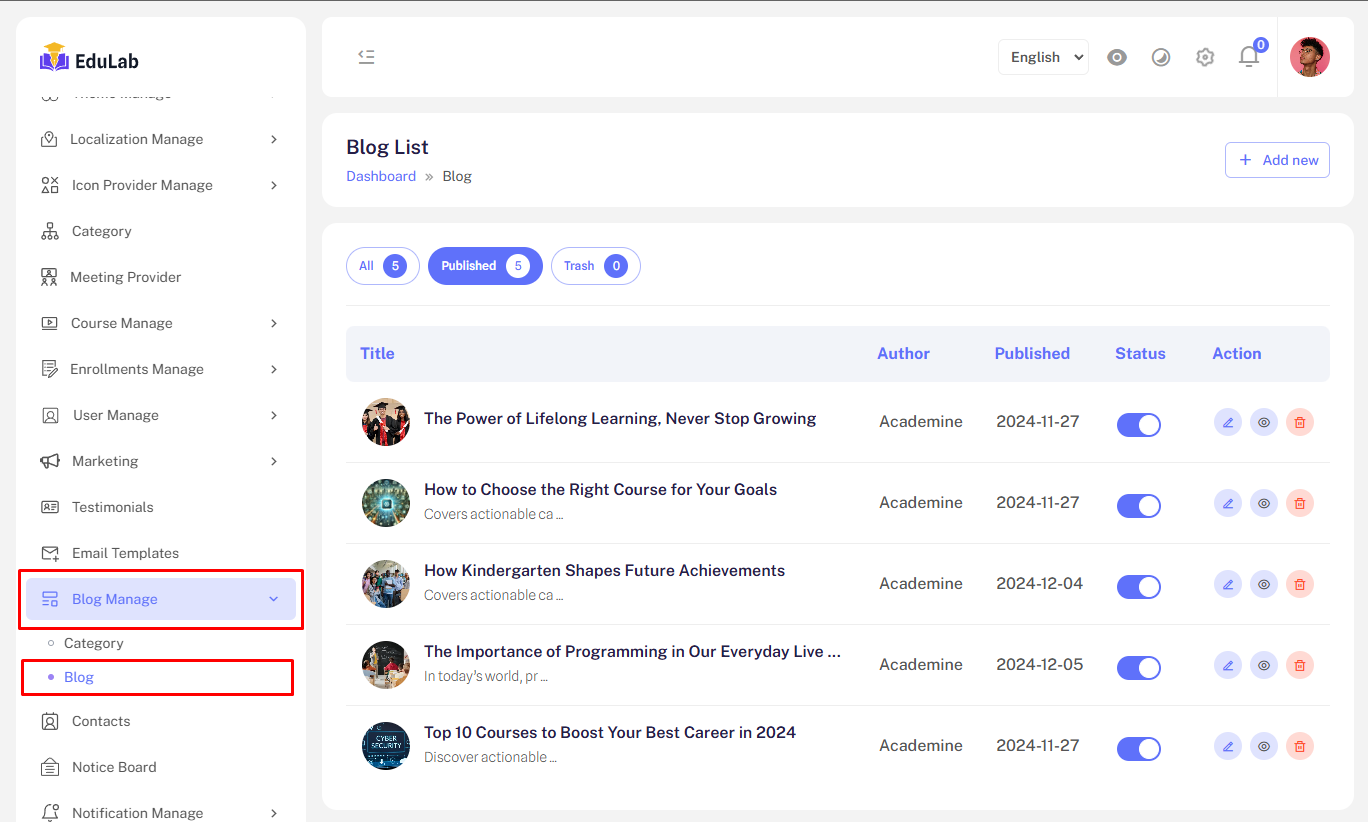 EduLab
Theme Manage
Localization Manage
Icon Provider Manage
Category
Meeting Provider
Course Manage
Enrollments Manage
User Manage
Marketing
Testimonials
Email Templates
Blog Manage
Category
Blog
Contacts
Notice Board
Notification Manage
English
0
Blog List
Dashboard » Blog
+ Add new
All 5 Published 5 Trash 0
Title Author Published Status Action
The Power of Lifelong Learning, Never Stop Growing Academine 2024-11-27
How to Choose the Right Course for Your Goals Academine 2024-11-27
Covers actionable ca ...
How Kindergarten Shapes Future Achievements Academine 2024-12-04
Covers actionable ca ...
The Importance of Programming in Our Everyday Live ... Academine 2024-12-05
In today's world, pr ...
Top 10 Courses to Boost Your Best Career in 2024 Academine 2024-11-27
Discover actionable ...
CYBER
SECURITY